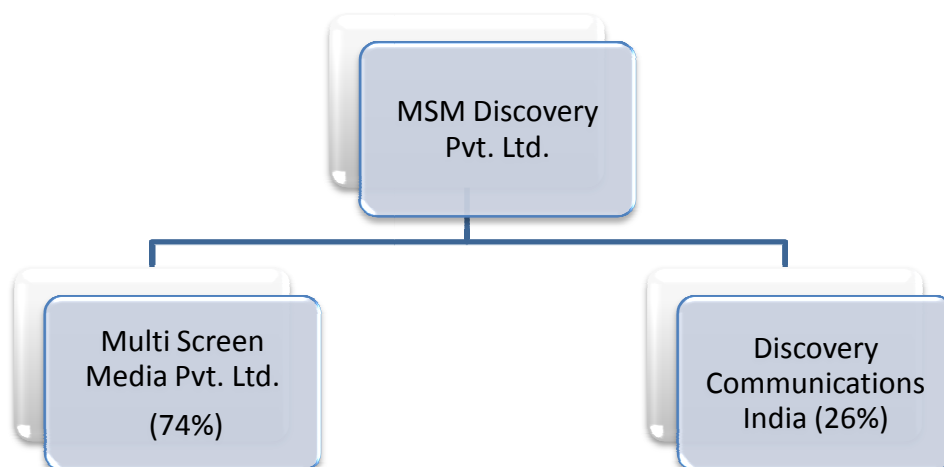 MSM Discovery
Pvt. Ltd.
Multi Screen
Media Pvt. Ltd.
(74%)
Discovery
Communications
India (26%)